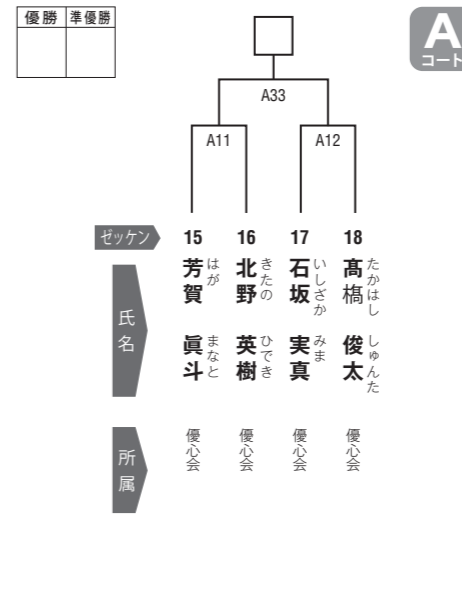 優勝 準優勝
A
コート
A33
A11 A12
ゼッケン 15 16 17 18
氏名
芳賀 眞斗
はが まなと
北野 英樹
きたの ひでき
石坂 実真
いしざか みま
髙橋 俊太
たかはし しゅんた
所属
優心会
優心会
優心会
優心会